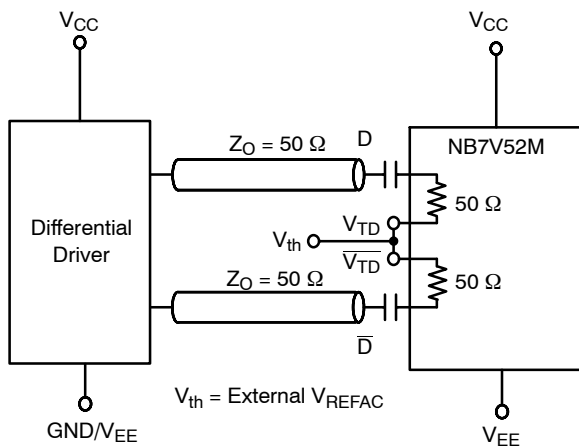 V_CC
V_CC
Z_O = 50 Ω
D
NB7V52M
50 Ω
Differential
Driver
V_th
V_TD
V̅_T̅D̅
50 Ω
Z_O = 50 Ω
D̅
V_th = External V_REFAC
GND/V_EE
V_EE